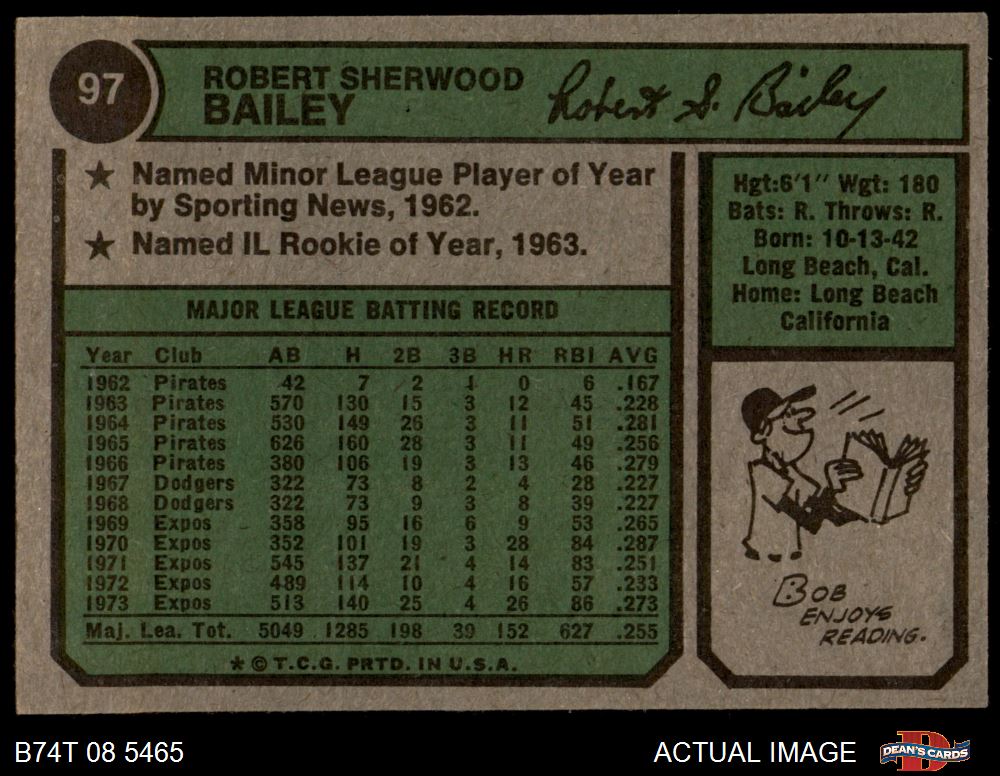 97
ROBERT SHERWOOD
BAILEY
Robert S. Bailey
★ Named Minor League Player of Year
by Sporting News, 1962.
★ Named IL Rookie of Year, 1963.
Hgt:6'1" Wgt: 180
Bats: R. Throws: R.
Born: 10-13-42
Long Beach, Cal.
Home: Long Beach
California
MAJOR LEAGUE BATTING RECORD
Year Club AB H 2B 3B HR RBI AVG
1962 Pirates 42 7 2 1 0 6 .167
1963 Pirates 570 130 15 3 12 45 .228
1964 Pirates 530 149 26 3 11 51 .281
1965 Pirates 626 160 28 3 11 49 .256
1966 Pirates 380 106 19 3 13 46 .279
1967 Dodgers 322 73 8 2 4 28 .227
1968 Dodgers 322 73 9 3 8 39 .227
1969 Expos 358 95 16 6 9 53 .265
1970 Expos 352 101 19 3 28 84 .287
1971 Expos 545 137 21 4 14 83 .251
1972 Expos 489 114 10 4 16 57 .233
1973 Expos 513 140 25 4 26 86 .273
Maj. Lea. Tot. 5049 1285 198 39 152 627 .255
★ © T.C.G. PRTD. IN U.S.A.
BOB
ENJOYS
READING.
B74T 08 5465
ACTUAL IMAGE
D
DEAN'S CARDS